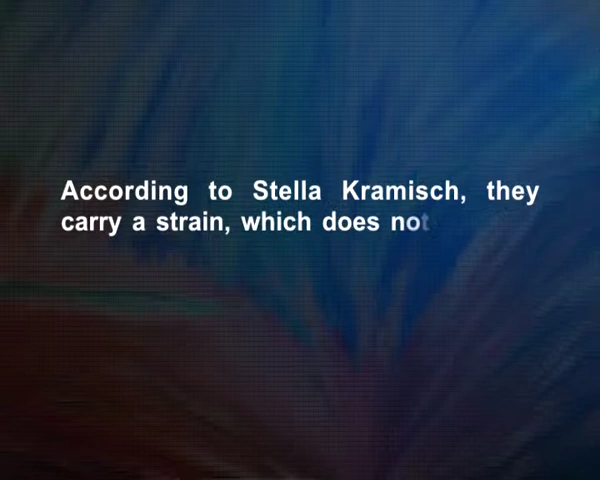 According to Stella Kramisch, they
carry a strain, which does not